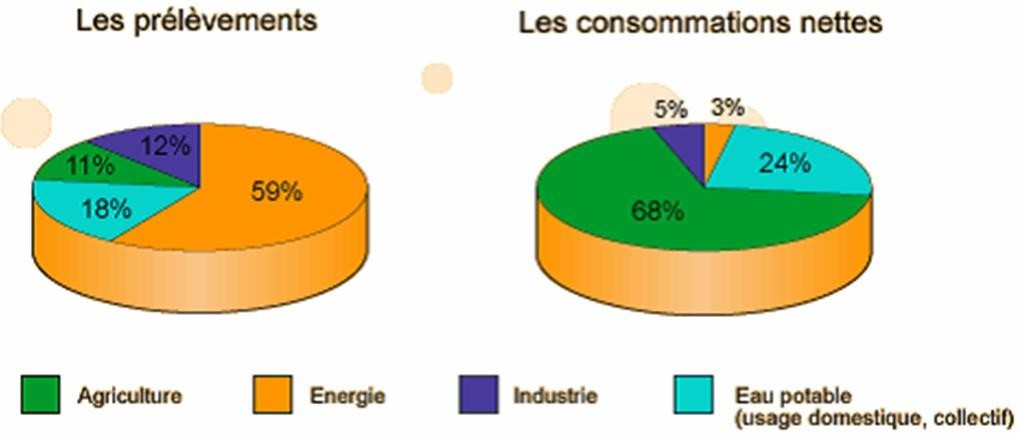 Les prélèvements
Les consommations nettes
12%
11%
59%
18%
5%
3%
24%
68%
Agriculture
Energie
Industrie
Eau potable
(usage domestique, collectif)